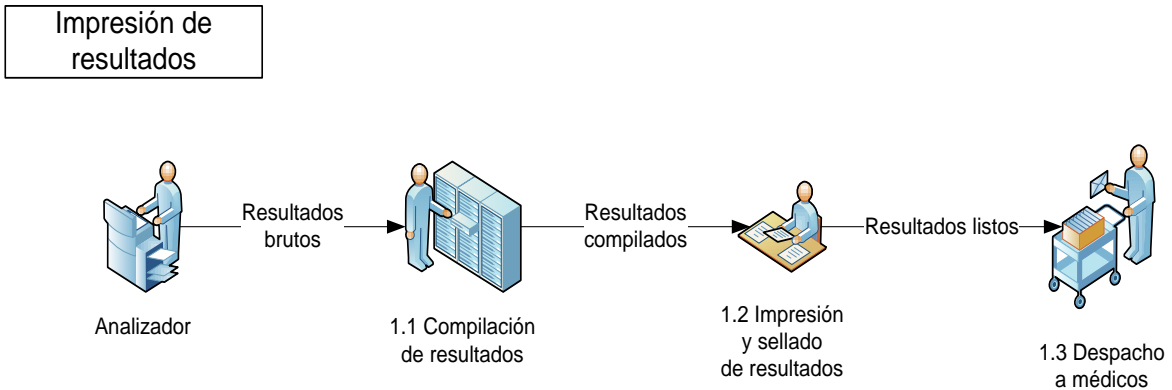 Impresión de
resultados
Resultados
brutos
Resultados
compilados
Resultados listos
Analizador
1.1 Compilación
de resultados
1.2 Impresión
y sellado
de resultados
1.3 Despacho
a médicos